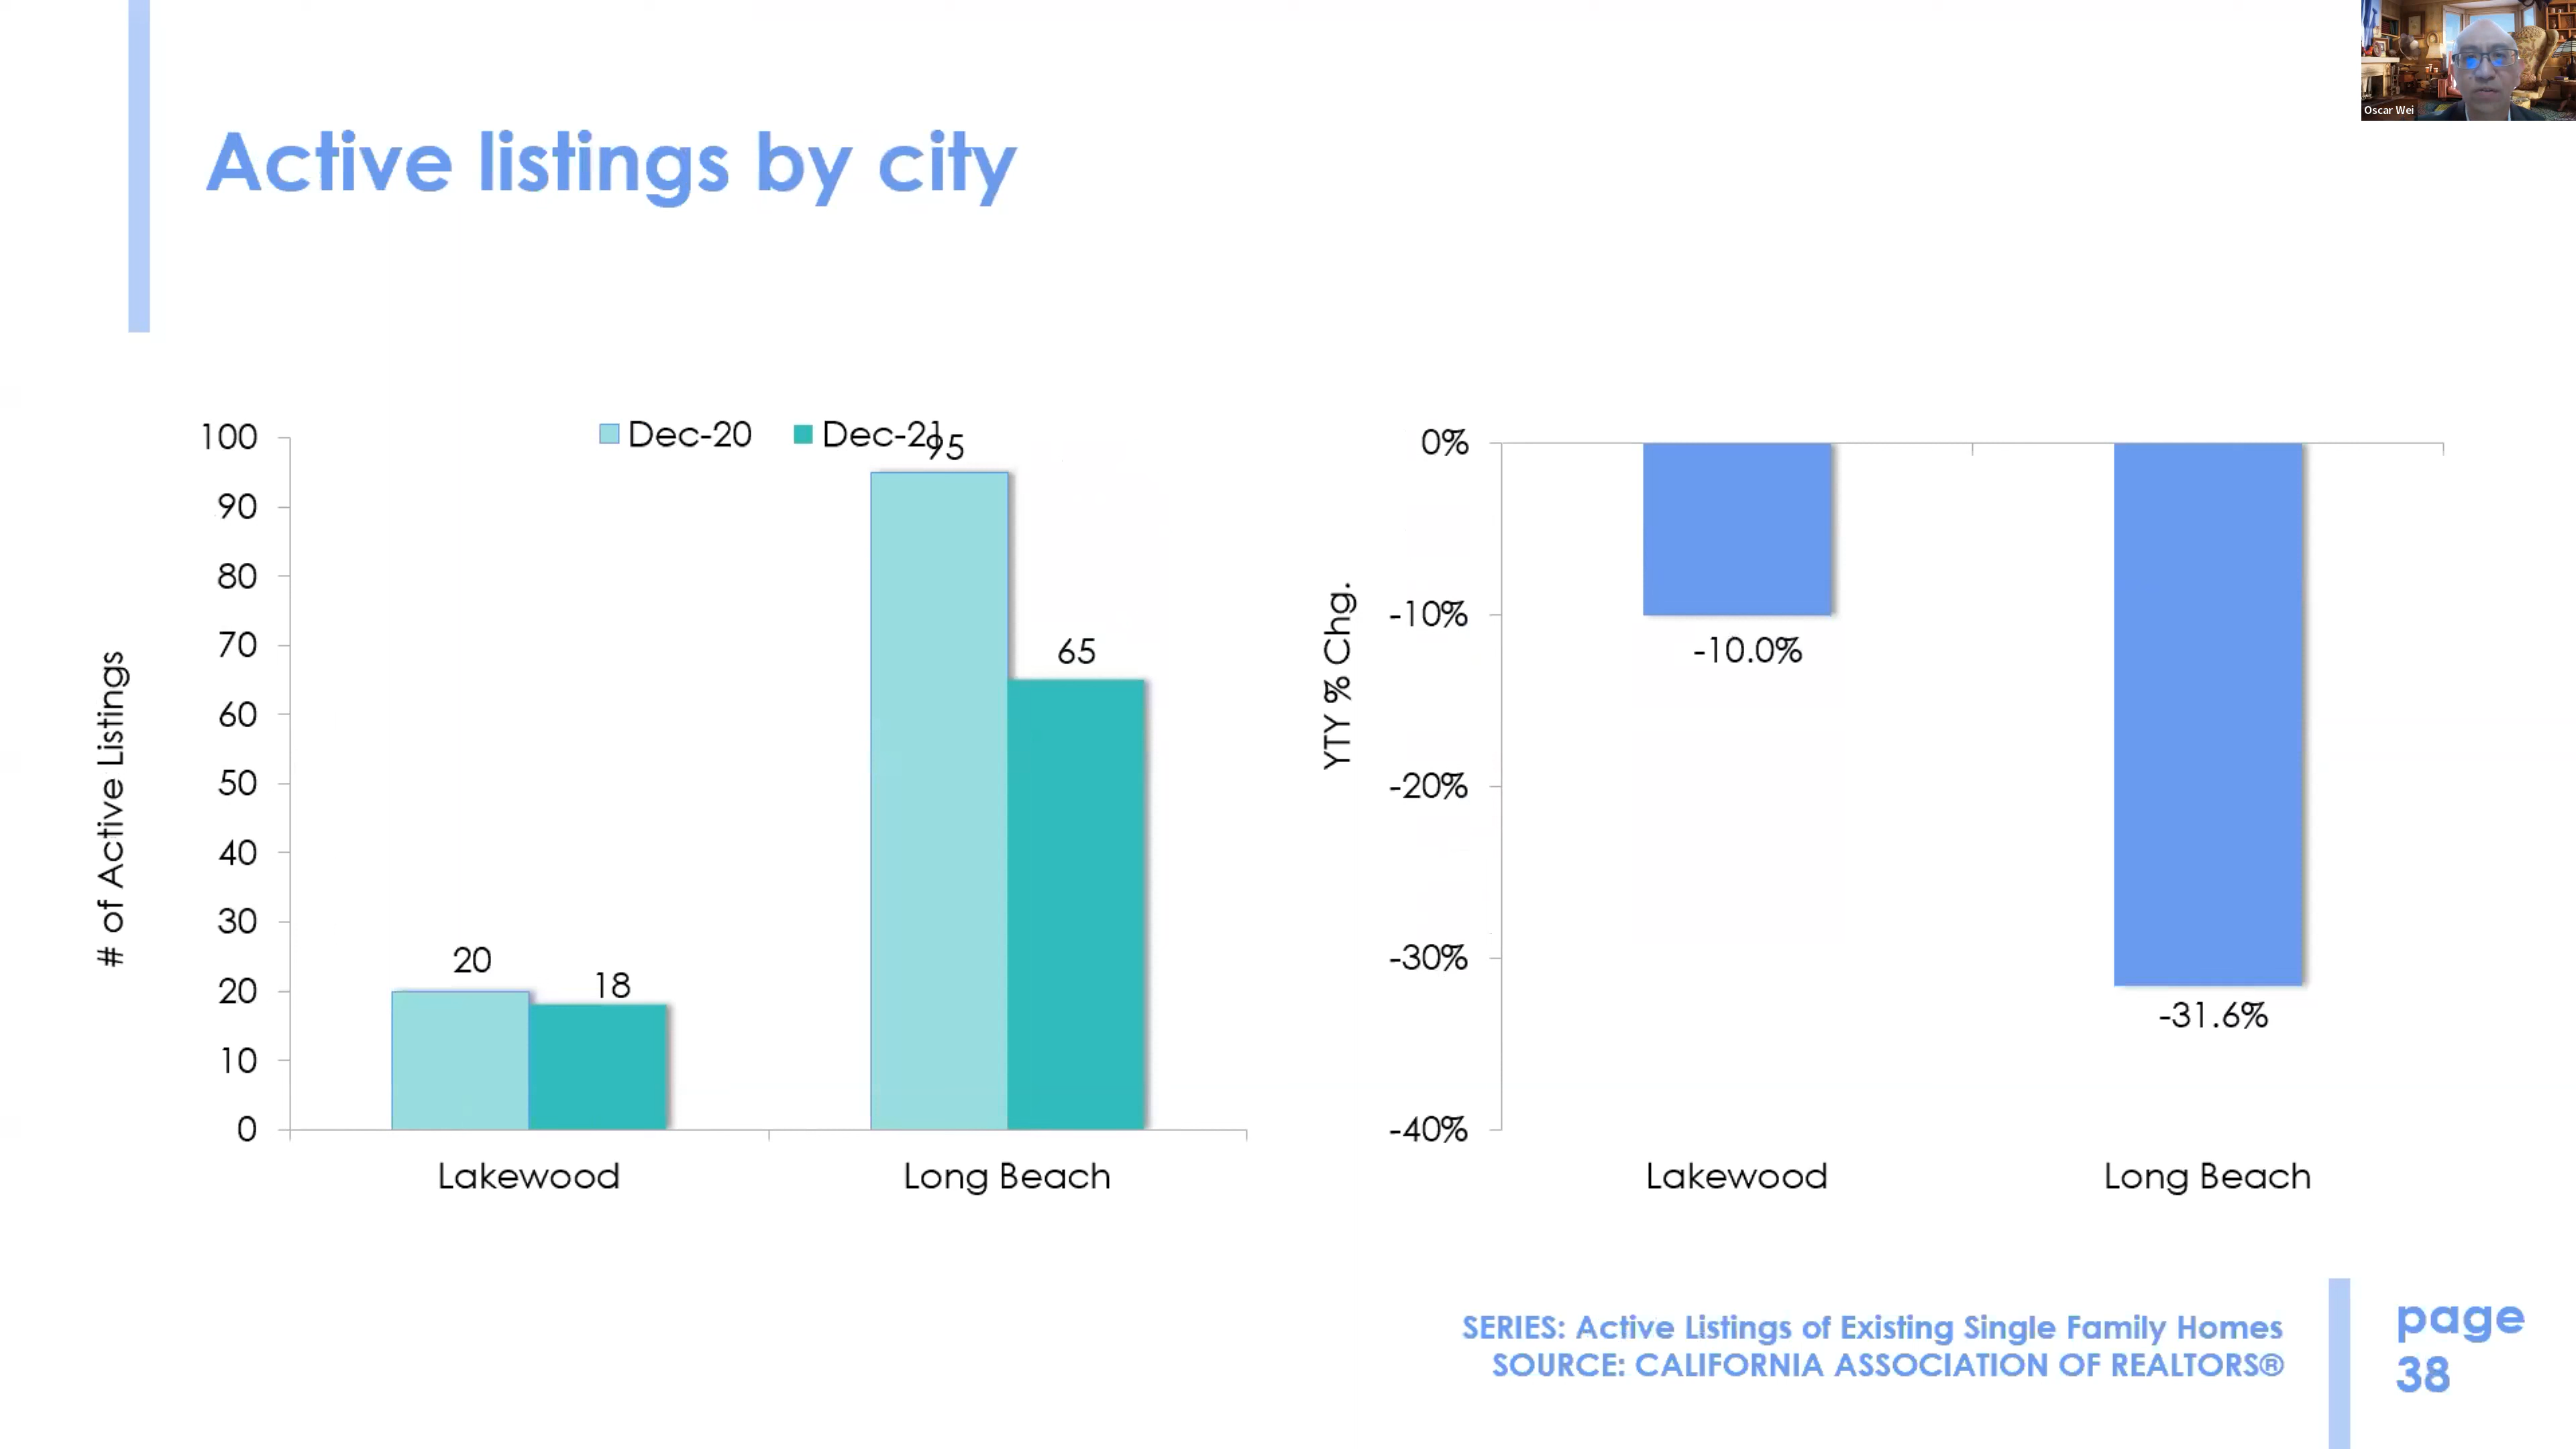 Oscar Wei
Active listings by city
Dec-20
Dec-21
# of Active Listings
100
90
80
70
60
50
40
30
20
10
0
20
18
95
65
Lakewood
Long Beach
YTY % Chg.
0%
-10%
-20%
-30%
-40%
-10.0%
-31.6%
Lakewood
Long Beach
SERIES: Active Listings of Existing Single Family Homes
SOURCE: CALIFORNIA ASSOCIATION OF REALTORS®
page
38